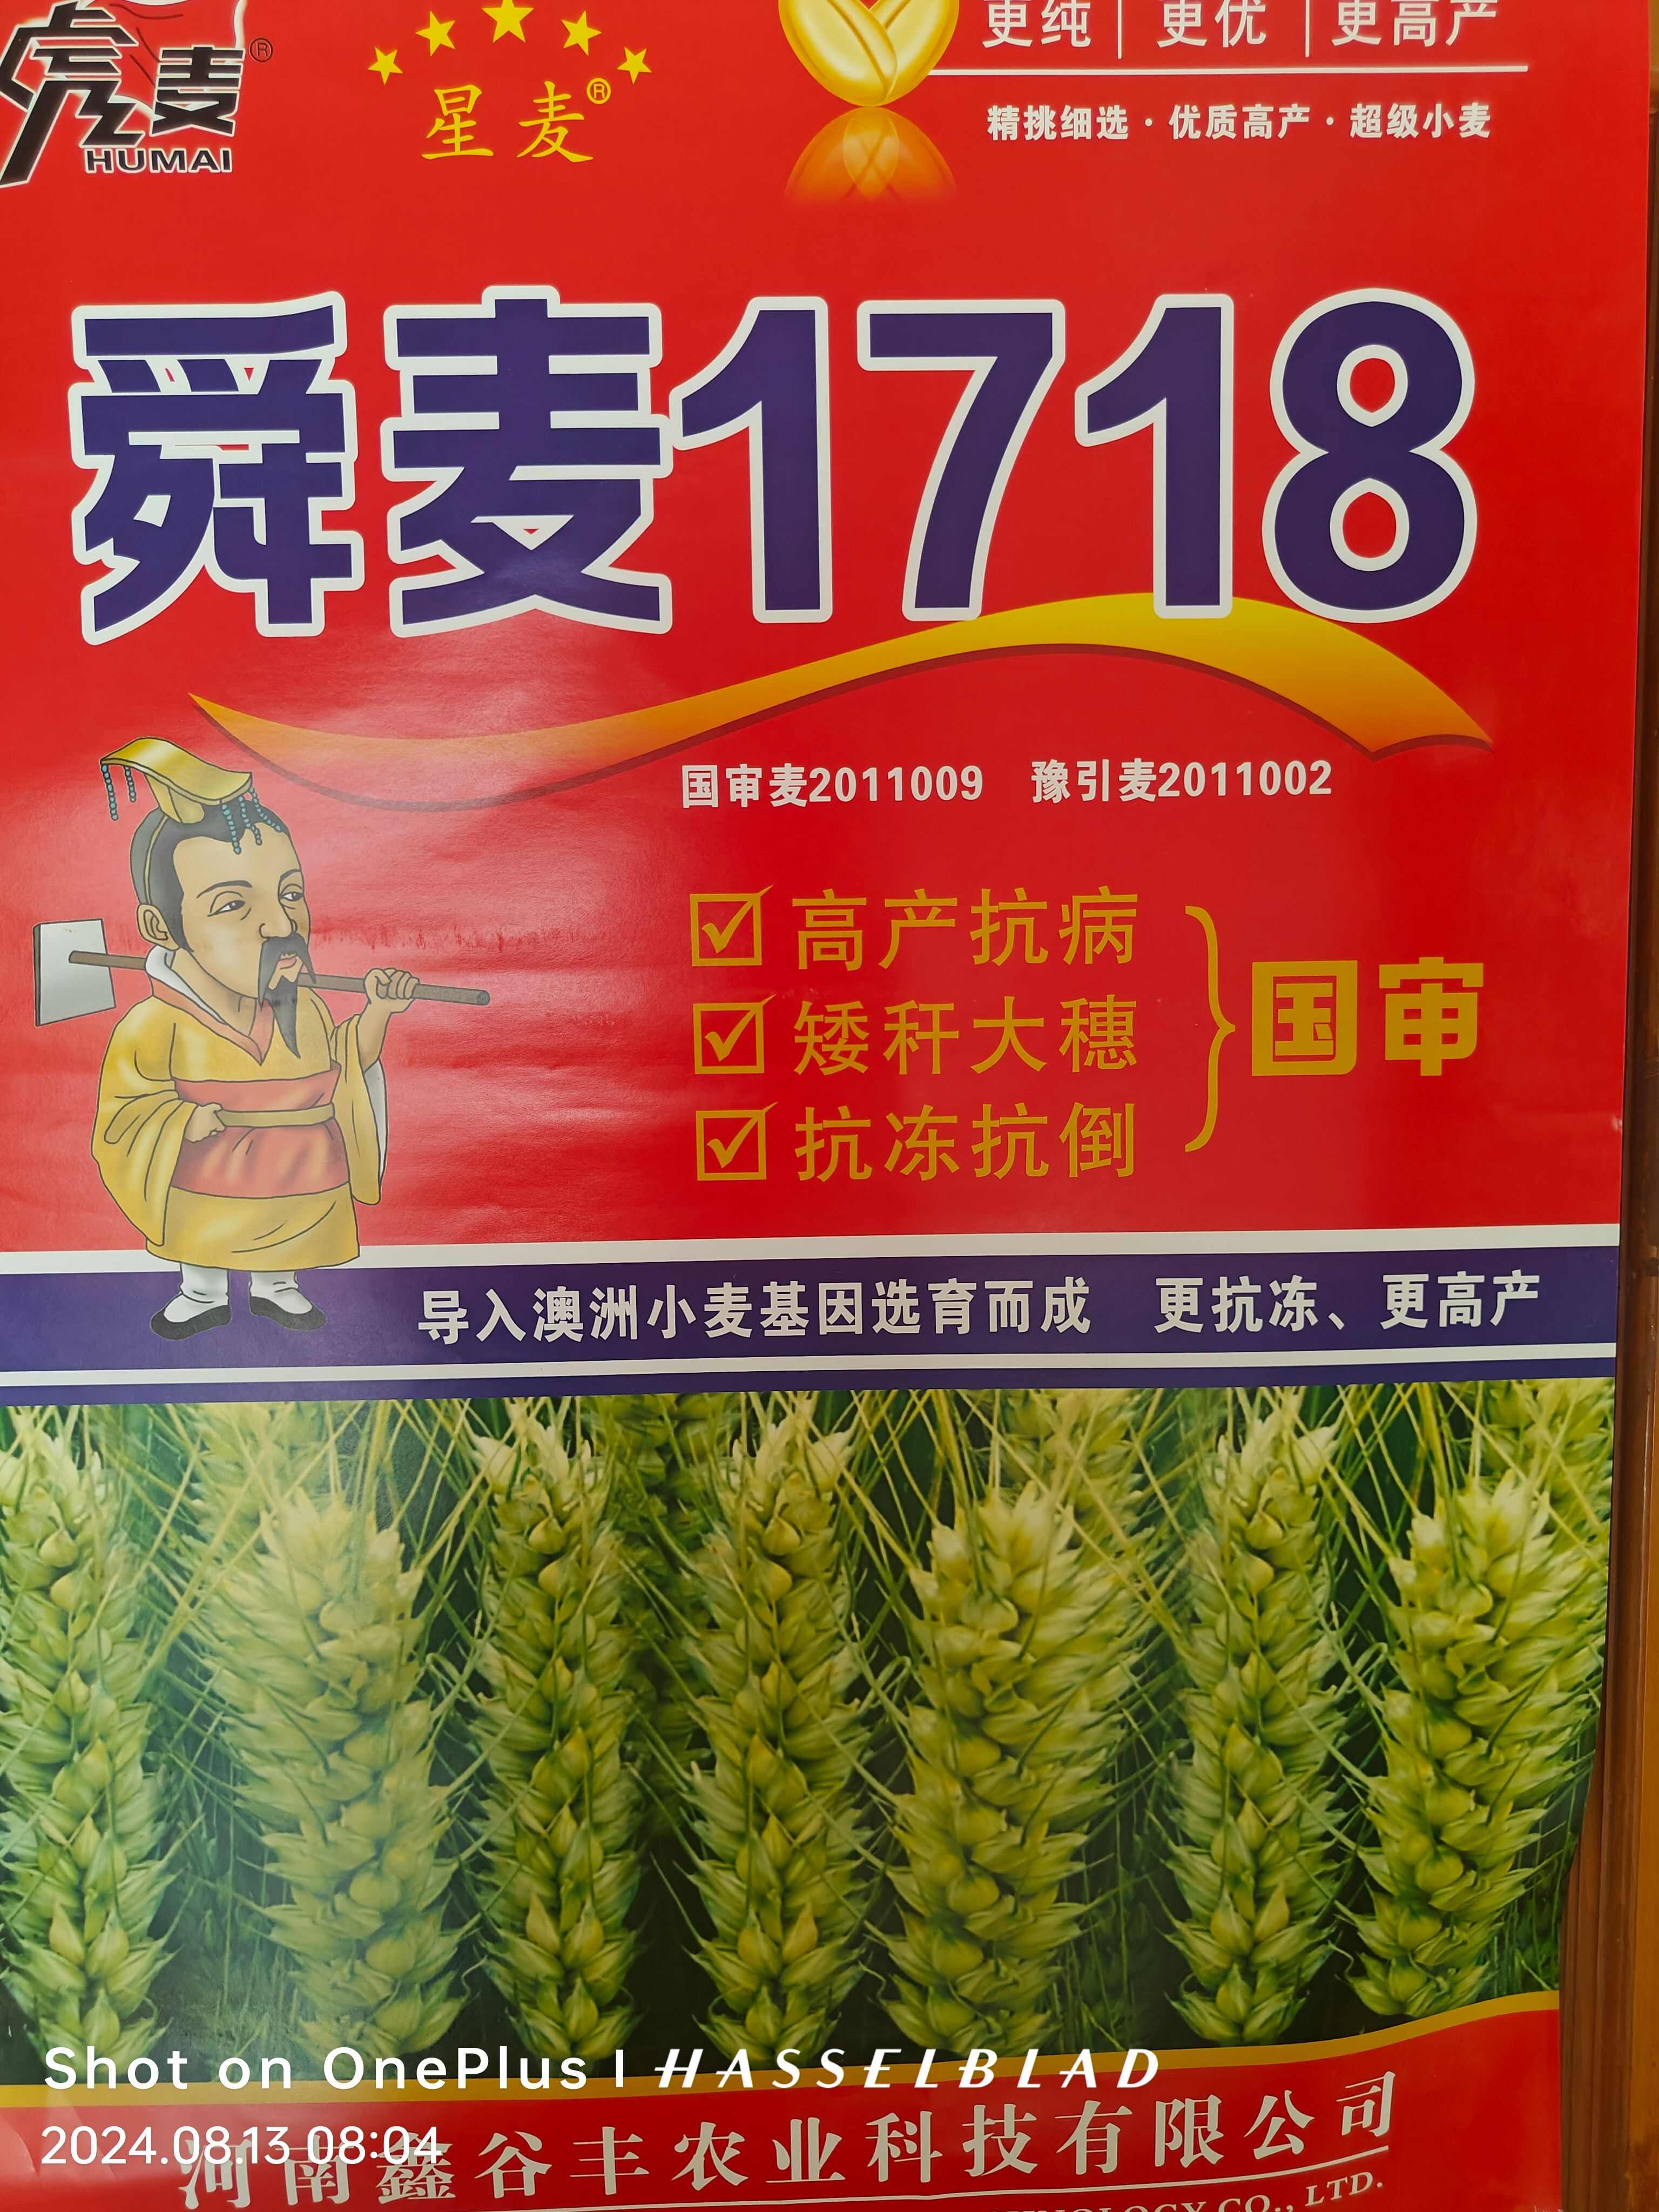 虎麦®
HUMAI
星麦®
更纯|更优|更高产
精挑细选·优质高产·超级小麦
舜麦1718
国审麦2011009 豫引麦2011002
☑高产抗病
☑矮秆大穗
☑抗冻抗倒
国审
导入澳洲小麦基因选育而成 更抗冻、更高产
Shot on OnePlus | HASSELBLAD
2024.08.13 08:04
河南鑫谷丰农业科技有限公司
CO., LTD.